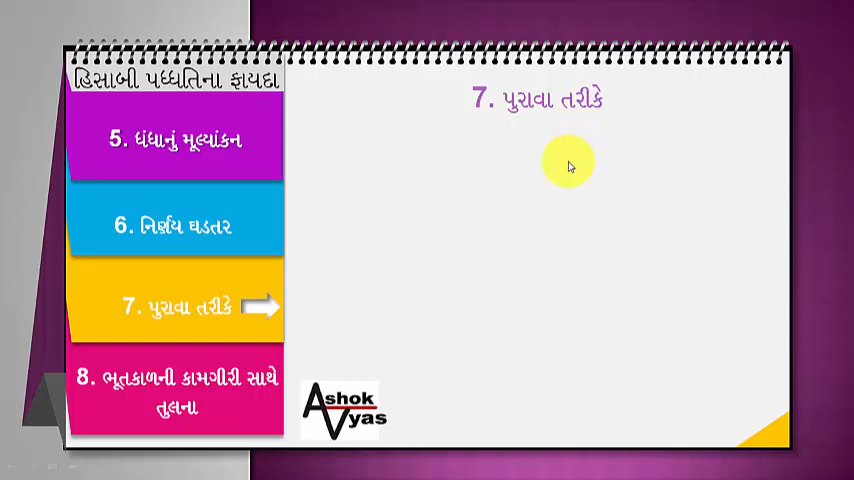 હિસાબી પધ્ધતિના ફાયદા
5. ધંધાનું મૂલ્યાંકન
6. નિર્ણય ઘડતર
7. પુરાવા તરીકે
8. ભૂતકાળની કામગીરી સાથે
તુલના
7. પુરાવા તરીકે
Ashok
Vyas